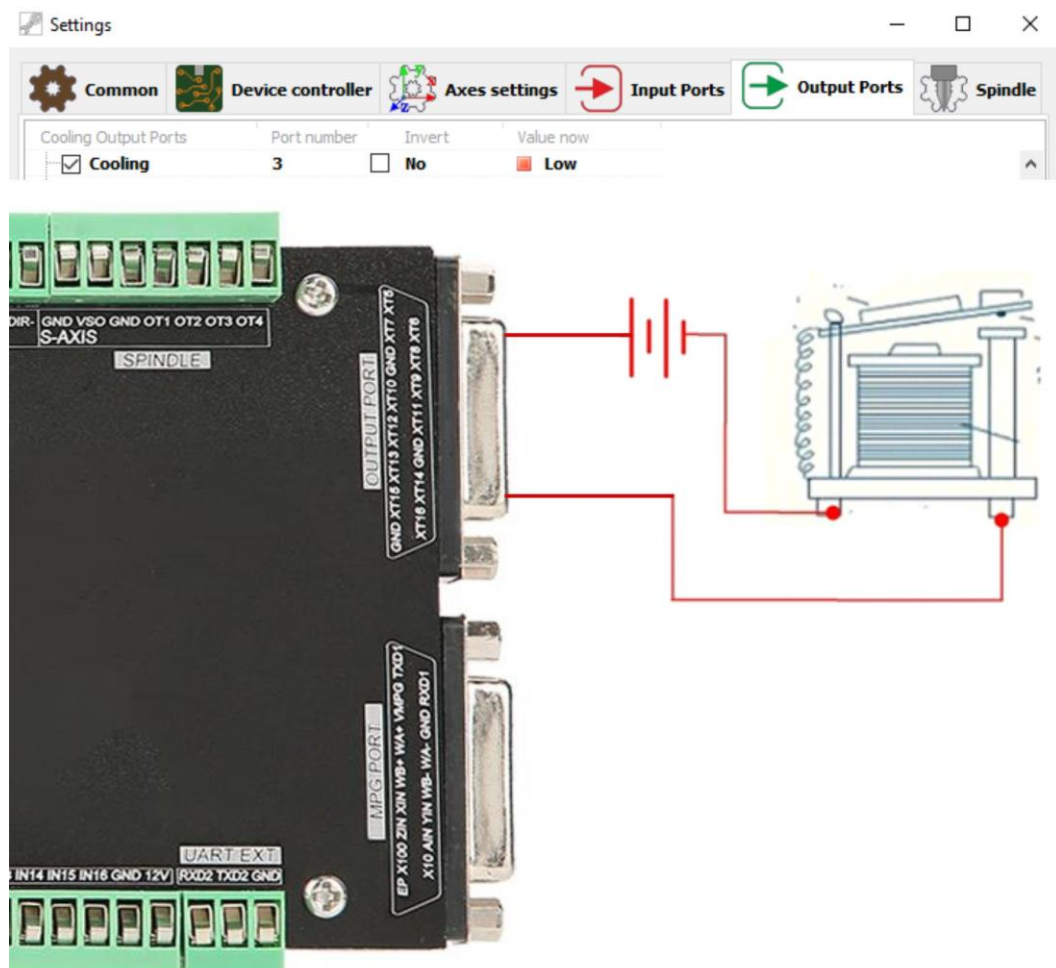 Settings
Common Device controller Axes settings Input Ports Output Ports Spindle
Cooling Output Ports Port number Invert Value now
Cooling 3 No Low
DIR- GND VSO GND OT1 OT2 OT3 OT4
S-AXIS
SPINDLE
OUTPUT PORT
GND XT15 XT13 XT12 XT10 GND XT7 XT5
XT16 XT14 GND XT11 XT9 XT8 XT6
MPG PORT
EP X100 ZIN XIN WB+ WA+ VMPG TXD1
X10 AIN YIN WB- WA- GND RXD1
UART EXT
IN14 IN15 IN16 GND 12V RXD2 TXD2 GND